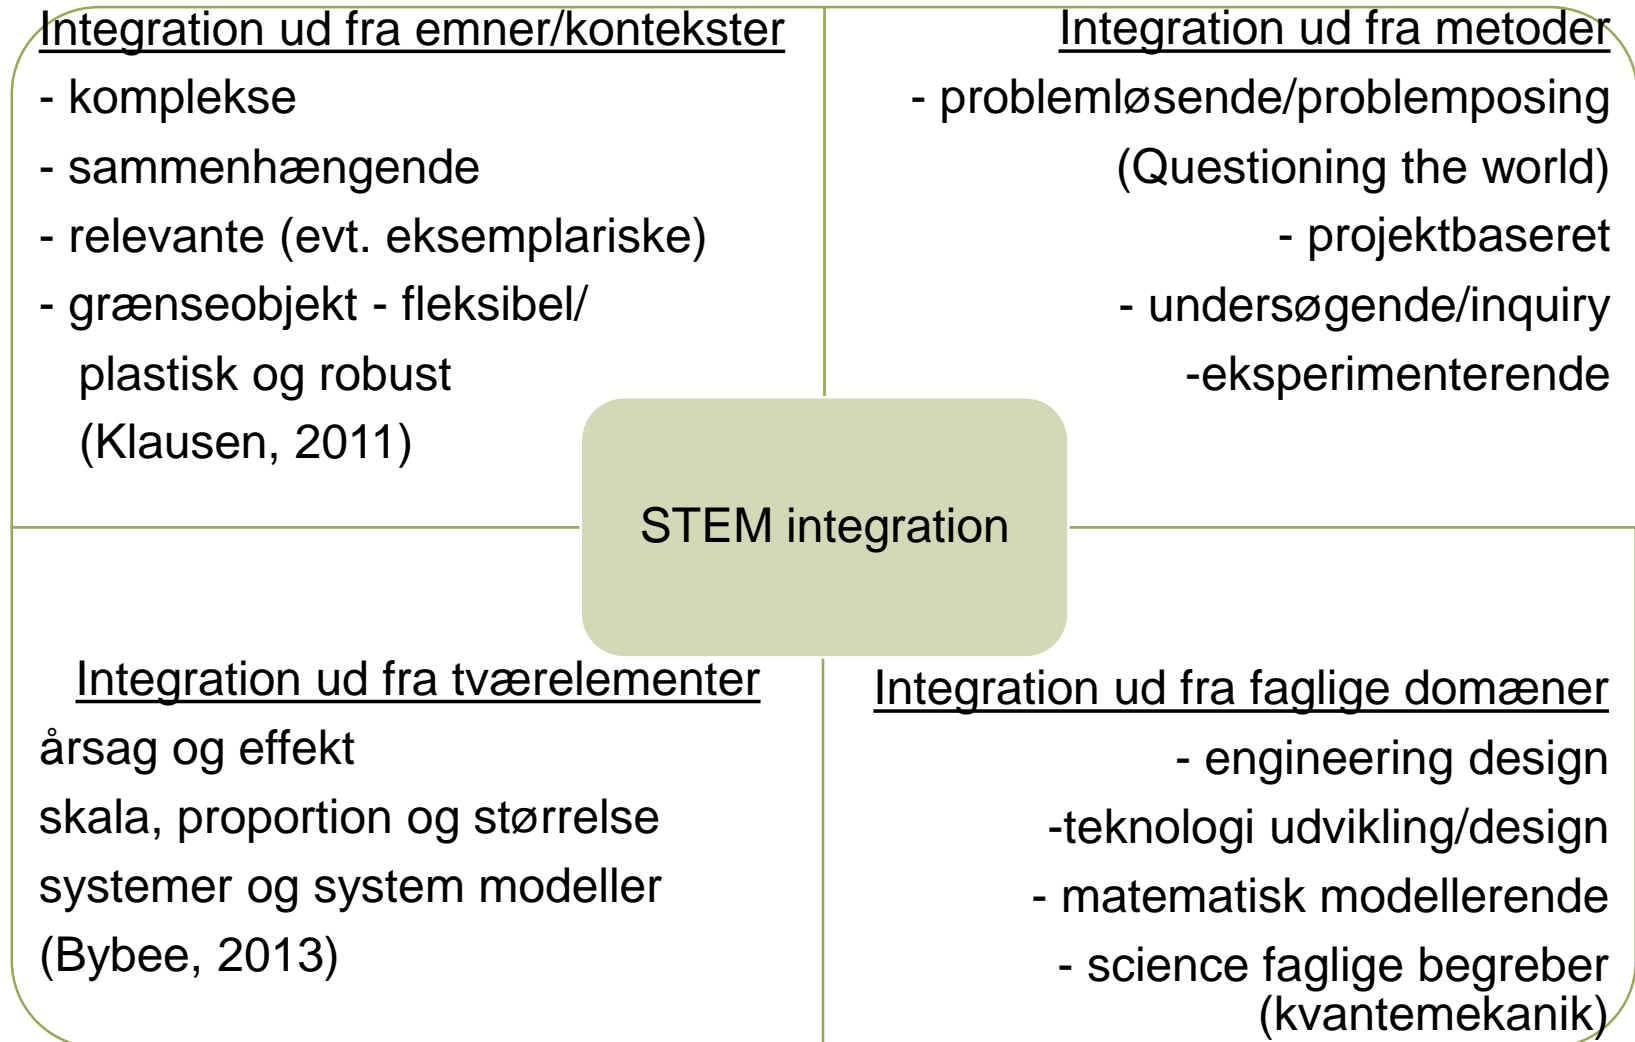 Integration ud fra emner/kontekster
- komplekse
- sammenhængende
- relevante (evt. eksemplariske)
- grænseobjekt - fleksibel/
plastisk og robust
(Klausen, 2011)
Integration ud fra metoder
- problemløsende/problemposing
(Questioning the world)
- projektbaseret
- undersøgende/inquiry
-eksperimenterende
STEM integration
Integration ud fra tværelementer
årsag og effekt
skala, proportion og størrelse
systemer og system modeller
(Bybee, 2013)
Integration ud fra faglige domæner
- engineering design
-teknologi udvikling/design
- matematisk modellerende
- science faglige begreber
(kvantemekanik)